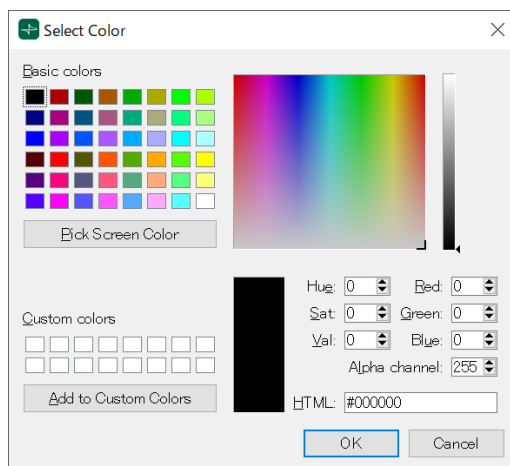 Select Color
Basic colors
Pick Screen Color
Custom colors
Add to Custom Colors
Hue: 0 Red: 0
Sat: 0 Green: 0
Val: 0 Blue: 0
Alpha channel: 255
HTML: #000000
OK Cancel